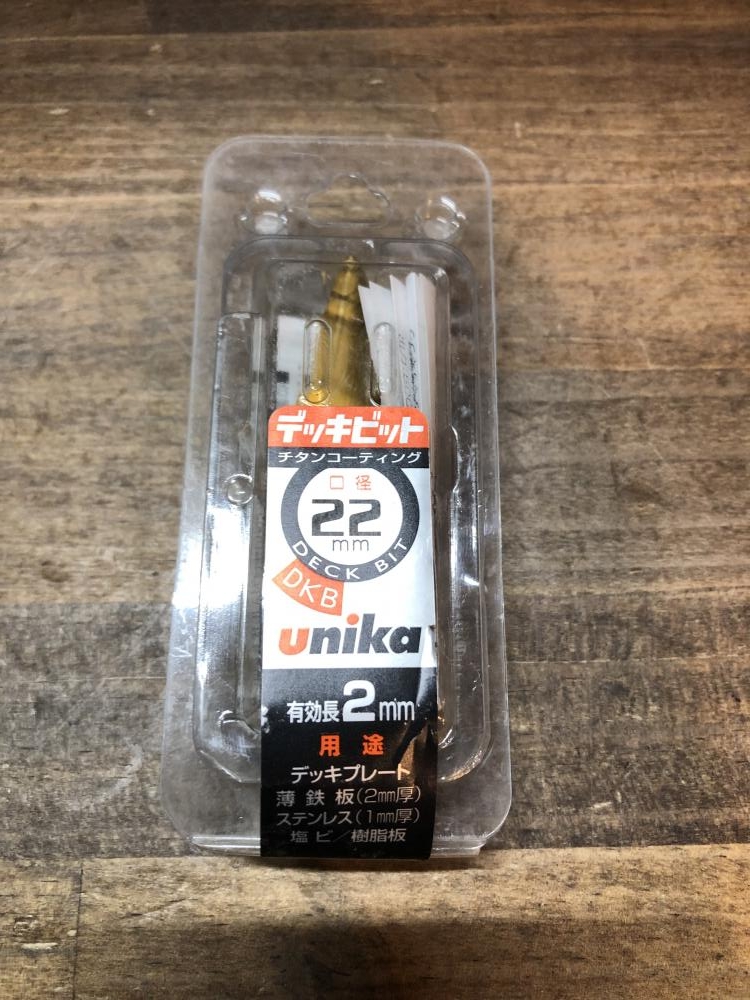 デッキビット
チタンコーティング
口径
22
mm
DECK BIT
DKB
unika
有効長2mm
用途
デッキプレート
薄鉄板(2mm厚)
ステンレス(1mm厚)
塩ビ/樹脂板